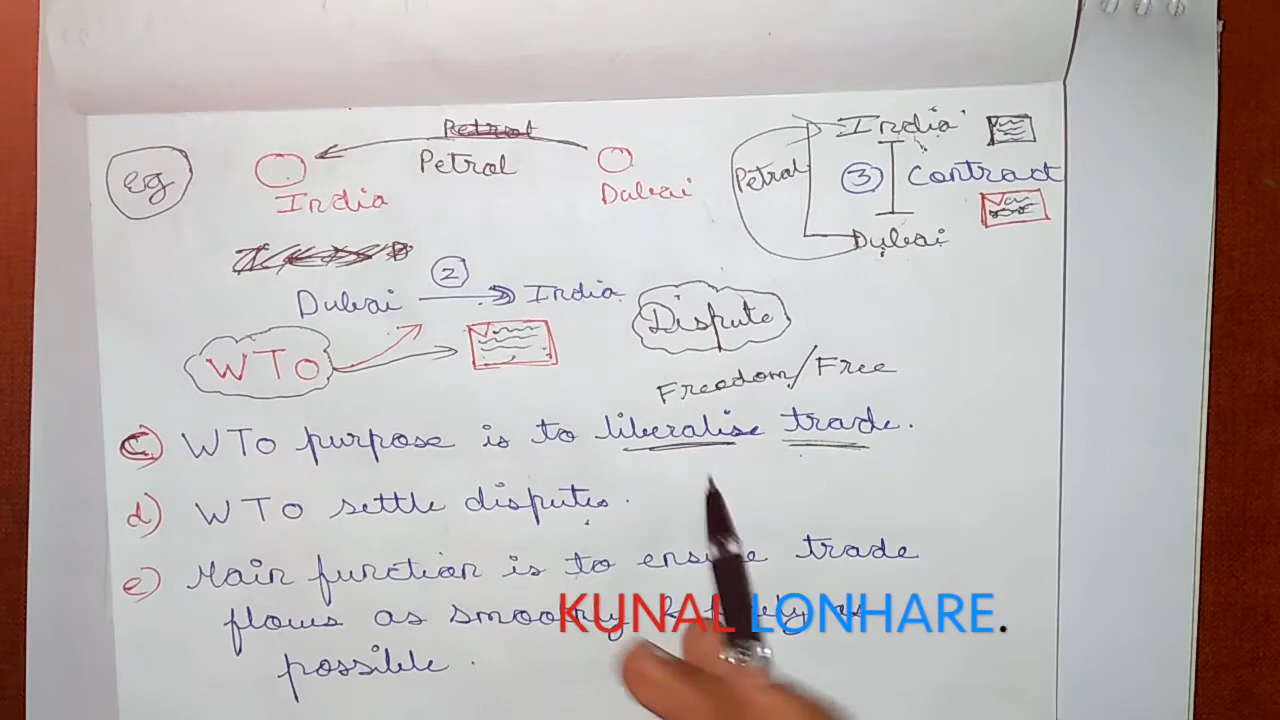 eg
Petrol
Petrol
India
Dubai
India
Petrol
3
Contract
Dubai
2
Dubai
India
WTO
Dispute
Freedom/Free
c) WTO purpose is to liberalise trade.
d) WTO settle disputes.
e) Main function is to ensure trade
flows as smoothly & freely as
possible.
KUNAL LONHARE.